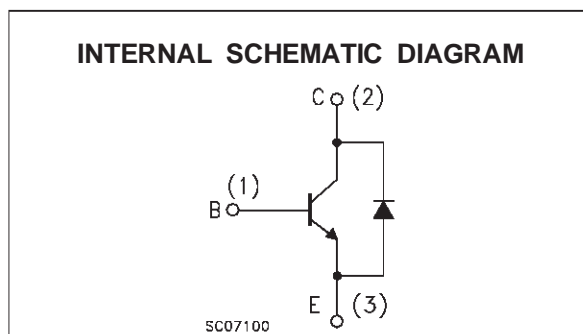 INTERNAL SCHEMATIC DIAGRAM
C (2)
(1)
B
E (3)
SC07100